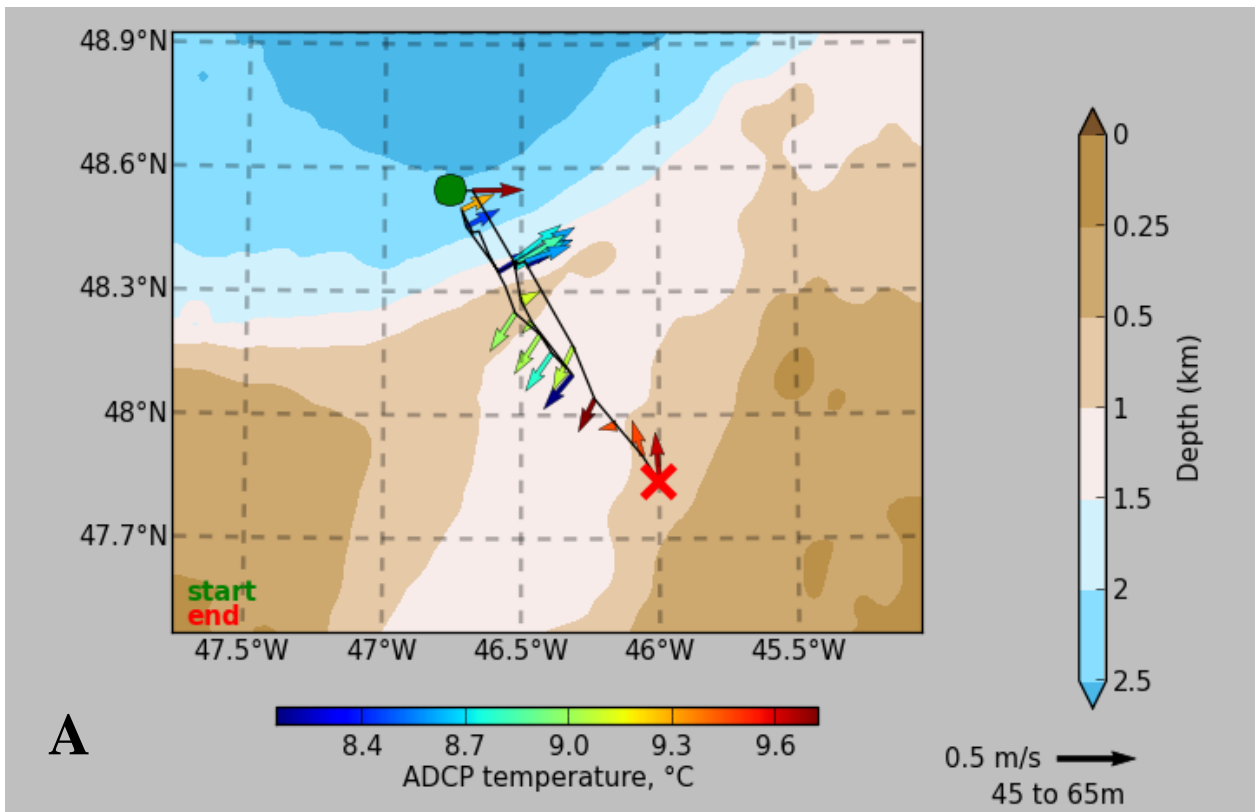 48.9°N
48.6°N
48.3°N
48°N
47.7°N
47.5°W 47°W 46.5°W 46°W 45.5°W
start
end
0
0.25
0.5
1
1.5
2
2.5
Depth (km)
A
8.4 8.7 9.0 9.3 9.6
ADCP temperature, °C
0.5 m/s
45 to 65m